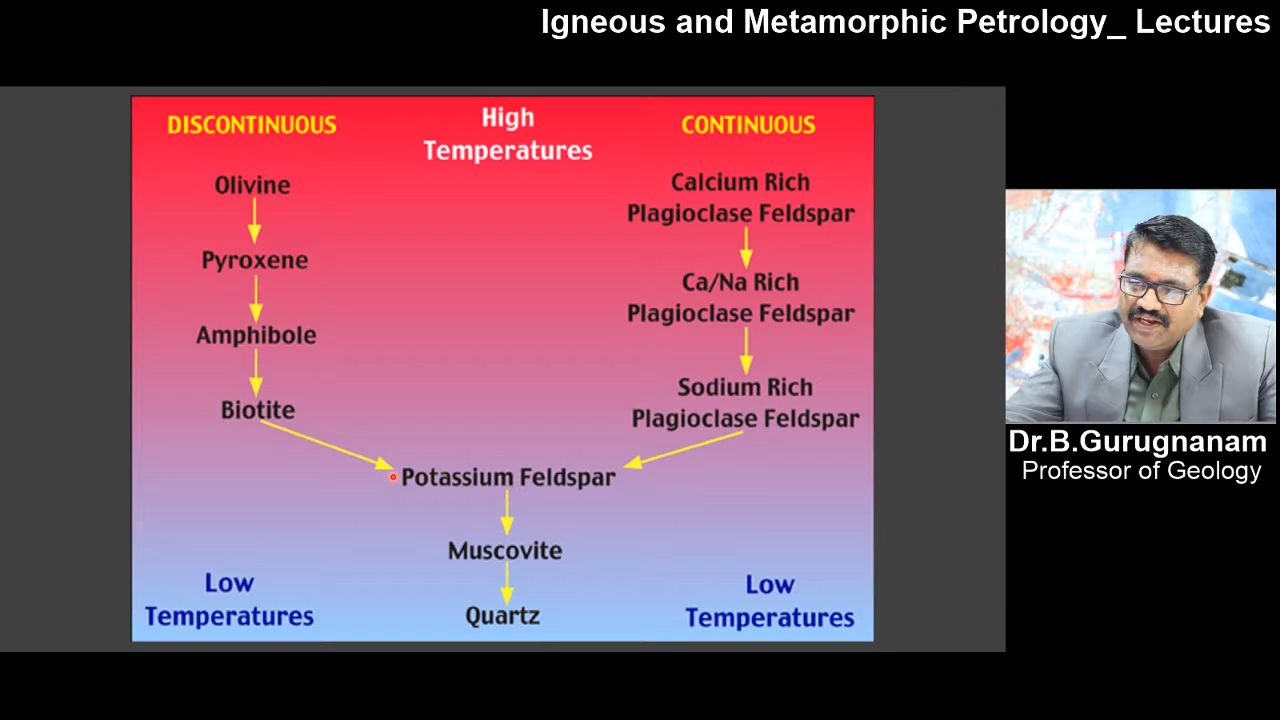 Igneous and Metamorphic Petrology_ Lectures
DISCONTINUOUS
High
Temperatures
CONTINUOUS
Olivine
Pyroxene
Amphibole
Biotite
Calcium Rich
Plagioclase Feldspar
Ca/Na Rich
Plagioclase Feldspar
Sodium Rich
Plagioclase Feldspar
Potassium Feldspar
Muscovite
Quartz
Low
Temperatures
Low
Temperatures
Dr.B.Gurugnanam
Professor of Geology